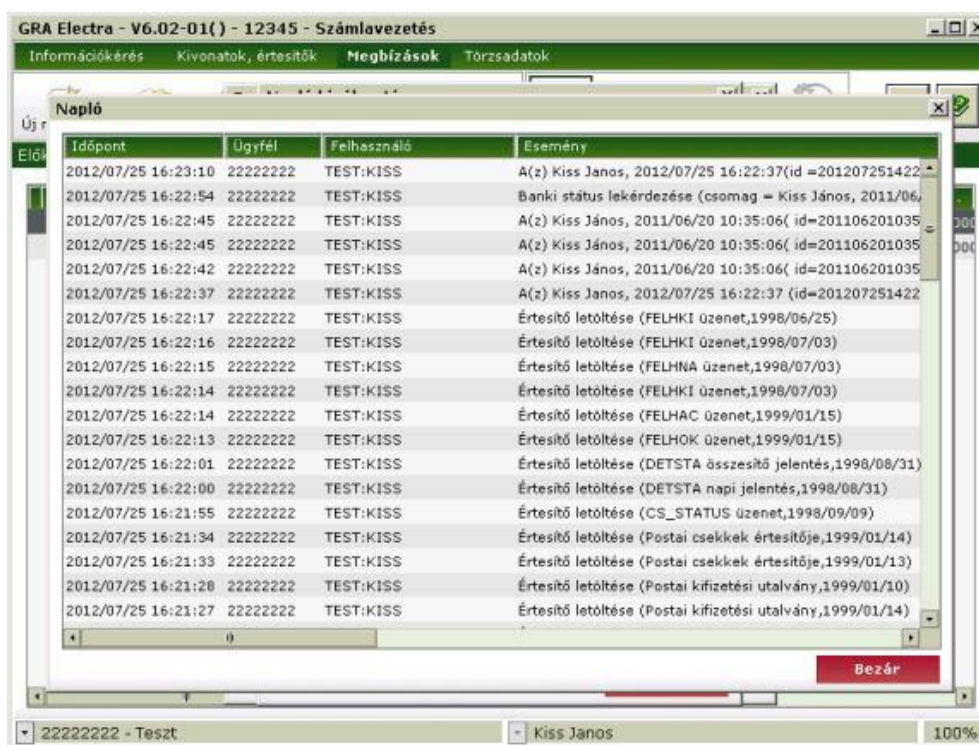 GRA Electra - V6.02-01( ) - 12345 - Számlavezetés
Információkérés Kivonatok, értesítők Megbízások Törzsadatok
Napló
Új
Időpont Ügyfél Felhasználó Esemény
2012/07/25 16:23:10 22222222 TEST:KISS A(z) Kiss Janos, 2012/07/25 16:22:37(id =201207251422
2012/07/25 16:22:54 22222222 TEST:KISS Banki státus lekérdezése (csomag = Kiss János, 2011/06/
2012/07/25 16:22:45 22222222 TEST:KISS A(z) Kiss János, 2011/06/20 10:35:06( id=201106201035
2012/07/25 16:22:45 22222222 TEST:KISS A(z) Kiss János, 2011/06/20 10:35:06( id=201106201035
2012/07/25 16:22:42 22222222 TEST:KISS A(z) Kiss János, 2011/06/20 10:35:06( id=201106201035
2012/07/25 16:22:37 22222222 TEST:KISS A(z) Kiss Janos, 2012/07/25 16:22:37 (id=201207251422
2012/07/25 16:22:17 22222222 TEST:KISS Értesítő letöltése (FELHKI üzenet,1998/06/25)
2012/07/25 16:22:16 22222222 TEST:KISS Értesítő letöltése (FELHKI üzenet,1998/07/03)
2012/07/25 16:22:15 22222222 TEST:KISS Értesítő letöltése (FELHNA üzenet,1998/07/03)
2012/07/25 16:22:14 22222222 TEST:KISS Értesítő letöltése (FELHKI üzenet,1998/07/03)
2012/07/25 16:22:14 22222222 TEST:KISS Értesítő letöltése (FELHAC üzenet,1999/01/15)
2012/07/25 16:22:13 22222222 TEST:KISS Értesítő letöltése (FELHOK üzenet,1999/01/15)
2012/07/25 16:22:01 22222222 TEST:KISS Értesítő letöltése (DETSTA összesítő jelentés,1998/08/31)
2012/07/25 16:22:00 22222222 TEST:KISS Értesítő letöltése (DETSTA napi jelentés,1998/08/31)
2012/07/25 16:21:55 22222222 TEST:KISS Értesítő letöltése (CS_STATUS üzenet,1998/09/09)
2012/07/25 16:21:34 22222222 TEST:KISS Értesítő letöltése (Postai csekkek értesítője,1999/01/14)
2012/07/25 16:21:33 22222222 TEST:KISS Értesítő letöltése (Postai csekkek értesítője,1999/01/13)
2012/07/25 16:21:28 22222222 TEST:KISS Értesítő letöltése (Postai kifizetési utalvány,1999/01/10)
2012/07/25 16:21:27 22222222 TEST:KISS Értesítő letöltése (Postai kifizetési utalvány,1999/01/14)
Bezár
22222222 - Teszt Kiss Janos 100%